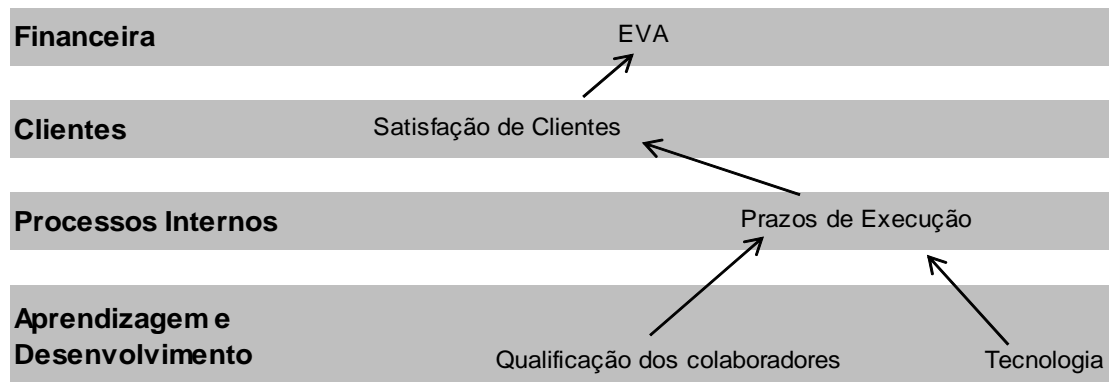 Financeira
EVA
Clientes
Satisfação de Clientes
Processos Internos
Prazos de Execução
Aprendizagem e
Desenvolvimento
Qualificação dos colaboradores
Tecnologia